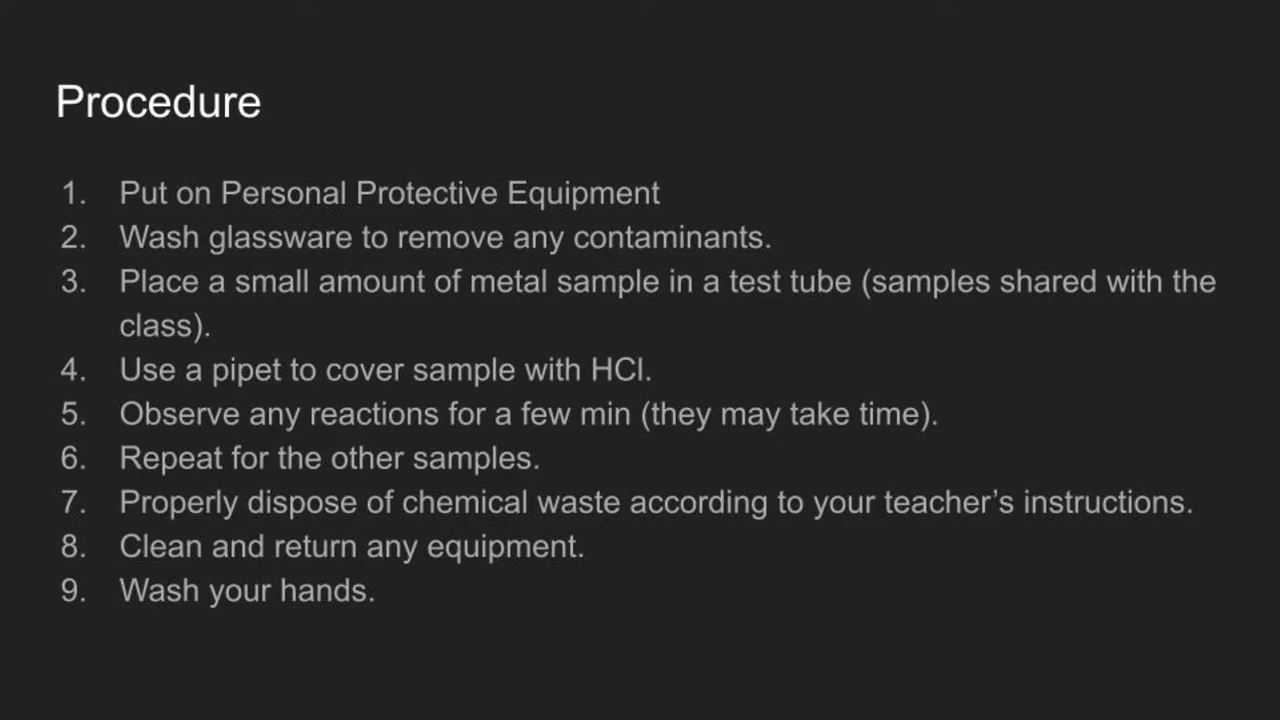 Procedure
1. Put on Personal Protective Equipment
2. Wash glassware to remove any contaminants.
3. Place a small amount of metal sample in a test tube (samples shared with the
class).
4. Use a pipet to cover sample with HCl.
5. Observe any reactions for a few min (they may take time).
6. Repeat for the other samples.
7. Properly dispose of chemical waste according to your teacher’s instructions.
8. Clean and return any equipment.
9. Wash your hands.